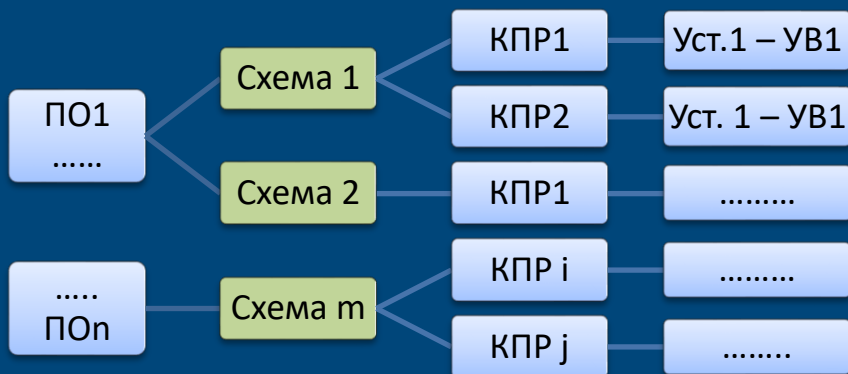 ПО1
……
Схема 1
КПР1
Уст.1 – УВ1
КПР2
Уст. 1 – УВ1
Схема 2
КПР1
………
…..
ПОn
Схема m
КПР i
………
КПР j
……..